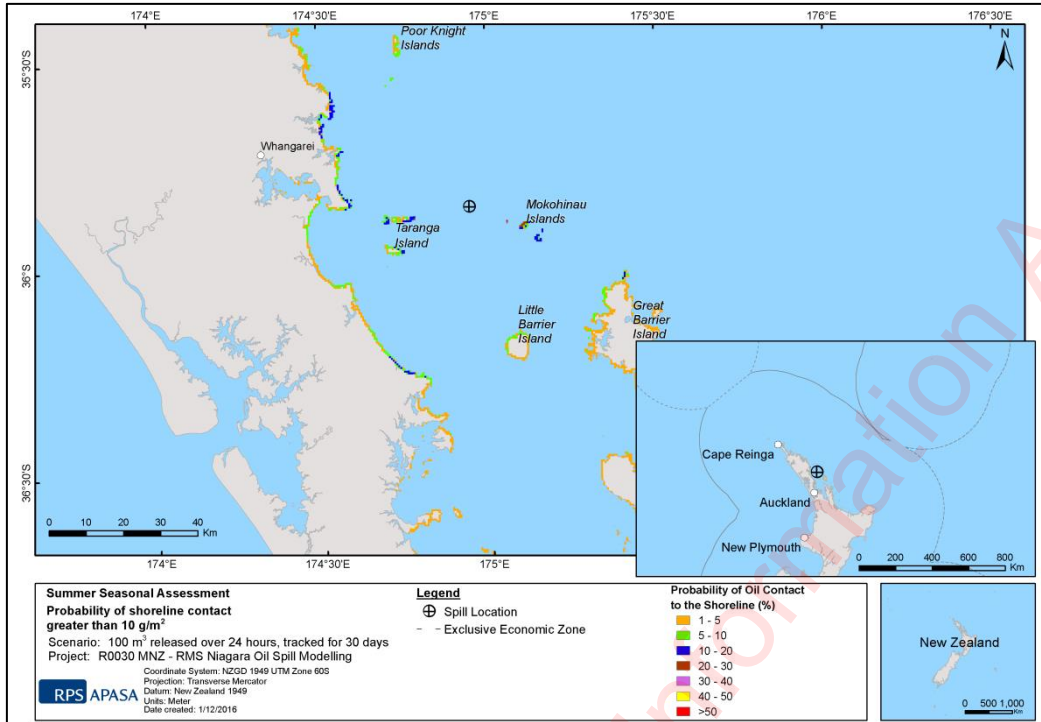 174°E
174°30'E
175°E
175°30'E
176°E
176°30'E
Poor Knight
Islands
N
35°30'S
Whangarei
Mokohinau
Islands
Taranga
Island
36°S
Little
Barrier
Island
Great
Barrier
Island
Cape Reinga
Auckland
New Plymouth
0 200 400 600 800
Km
36°30'S
0 10 20 30 40
Km
174°E
174°30'E
175°E
Information A
Summer Seasonal Assessment
Probability of shoreline contact
greater than 10 g/m²
Scenario: 100 m³ released over 24 hours, tracked for 30 days
Project: R0030 MNZ - RMS Niagara Oil Spill Modelling
Coordinate System: NZGD 1949 UTM Zone 60S
Projection: Transverse Mercator
Datum: New Zealand 1949
Units: Meter
Date created: 1/12/2016
RPS APASA
Legend
Spill Location
Exclusive Economic Zone
Probability of Oil Contact
to the Shoreline (%)
1 - 5
5 - 10
10 - 20
20 - 30
30 - 40
40 - 50
>50
New Zealand
0 500 1,000
Km